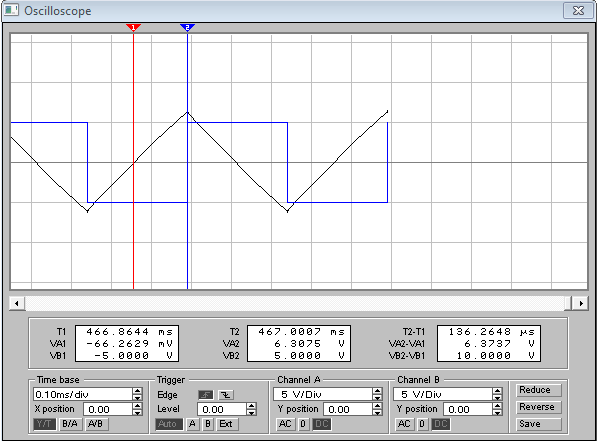 Oscilloscope
1 2
T1 466.8644 ms T2 467.0007 ms T2-T1 136.2648 µs
VA1 -66.2629 mV VA2 6.3075 V VA2-VA1 6.3737 V
VB1 -5.0000 V VB2 5.0000 V VB2-VB1 10.0000 V
Time base Trigger Channel A Channel B Reduce
0.10ms/div Edge 5 V/Div 5 V/Div Reverse
X position 0.00 Level 0.00 Y position 0.00 Y position 0.00
Y/T B/A A/B Auto A B Ext AC 0 DC AC 0 DC Save